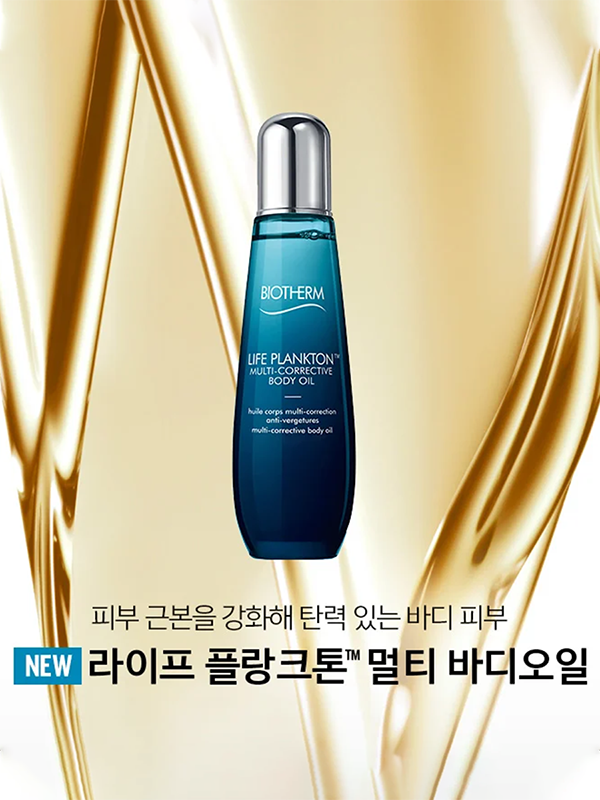 BIOTHERM
LIFE PLANKTON™
MULTI-CORRECTIVE
BODY OIL
huile corps multi-correction
anti-vergetures
multi-corrective body oil
피부 근본을 강화해 탄력 있는 바디 피부
NEW 라이프 플랑크톤™ 멀티 바디오일